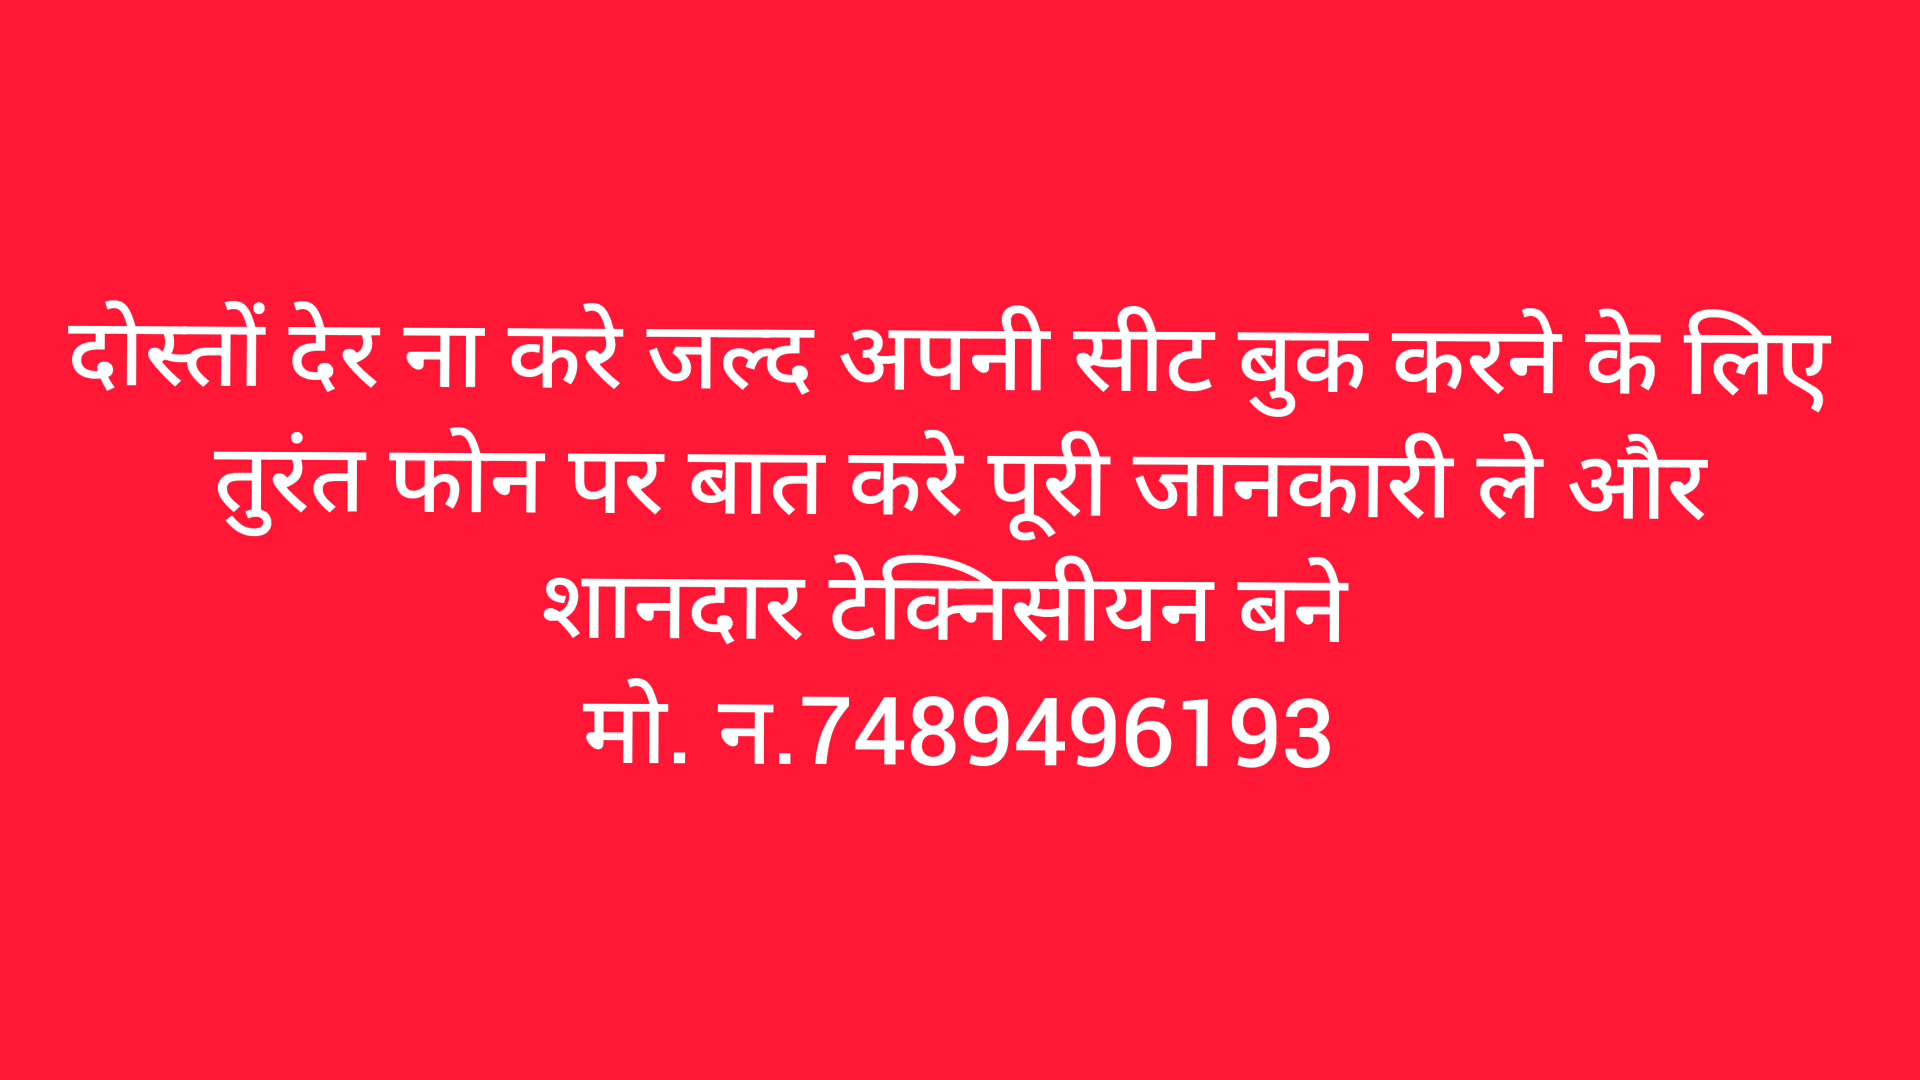 दोस्तों देर ना करे जल्द अपनी सीट बुक करने के लिए
तुरंत फोन पर बात करे पूरी जानकारी ले और
शानदार टेक्निसीयन बने
मो. न.7489496193